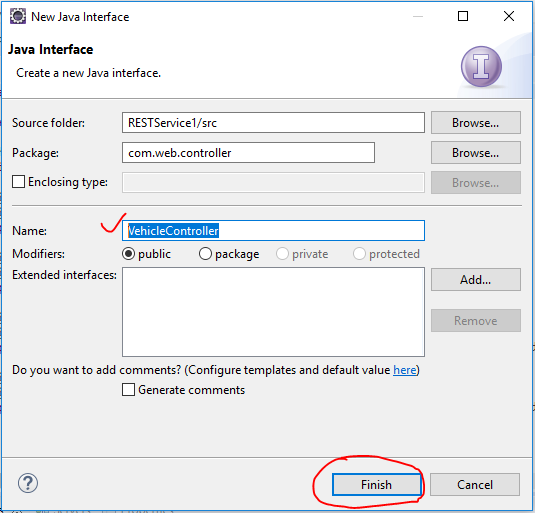 New Java Interface
Java Interface
Create a new Java interface.
I
Source folder: RESTService1/src Browse...
Package: com.web.controller Browse...
Enclosing type: Browse...
Name: VehicleController
Modifiers: public package private protected
Extended interfaces: Add...
Remove
Do you want to add comments? (Configure templates and default value here)
Generate comments
? Finish Cancel